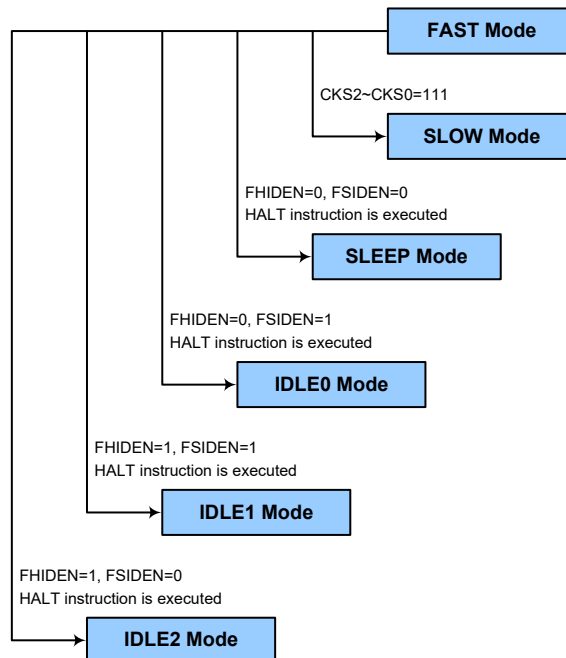 FAST Mode
CKS2~CKS0=111
SLOW Mode
FHIDEN=0, FSIDEN=0
HALT instruction is executed
SLEEP Mode
FHIDEN=0, FSIDEN=1
HALT instruction is executed
IDLE0 Mode
FHIDEN=1, FSIDEN=1
HALT instruction is executed
IDLE1 Mode
FHIDEN=1, FSIDEN=0
HALT instruction is executed
IDLE2 Mode